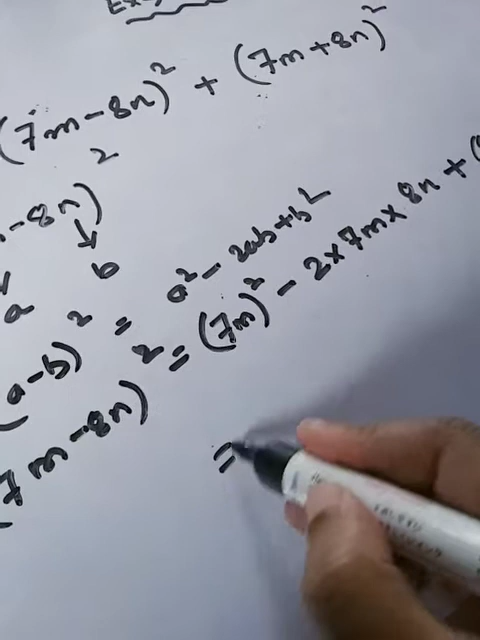 (7m-8n)² + (7m+8n)²
-8n)²
a b
(a-b)² = a² - 2ab + b²
(7m-8n)² = (7m)² - 2×7m×8n + (
=